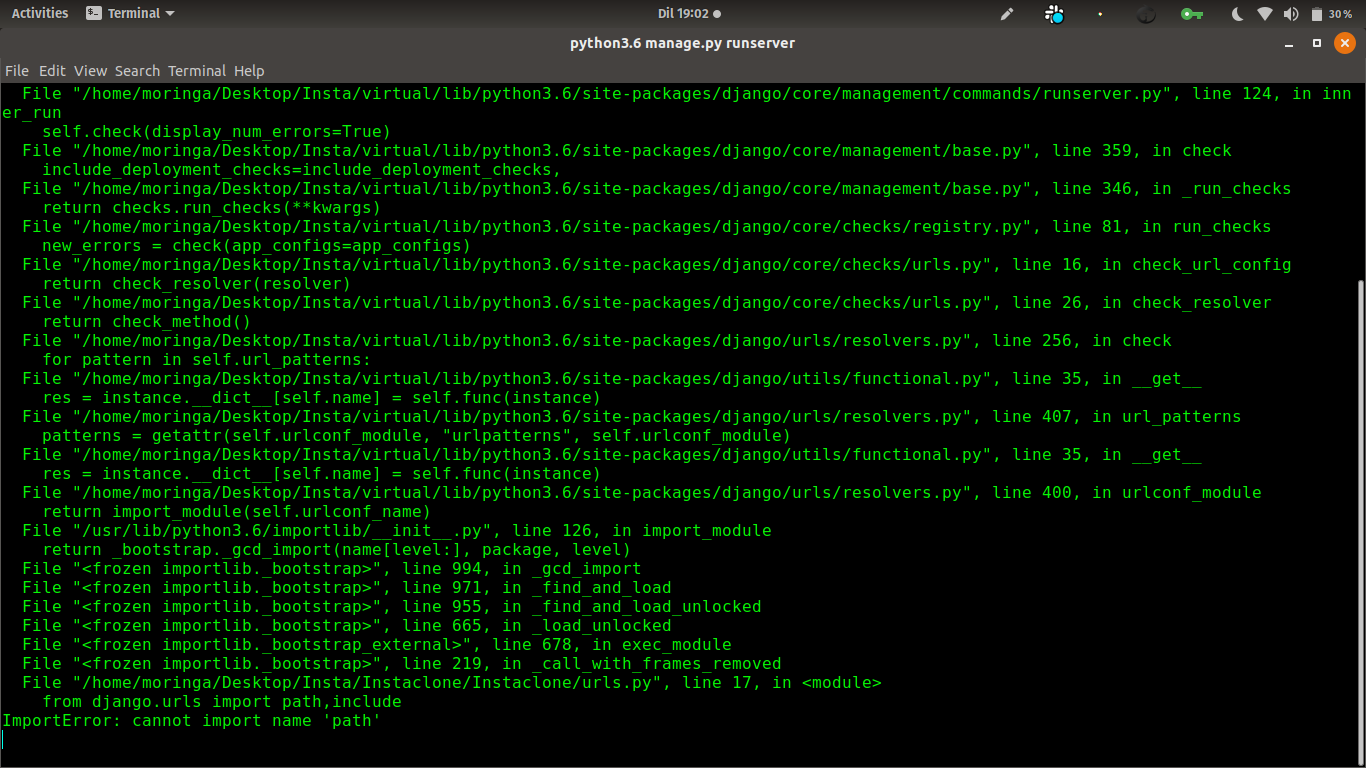 Activities Terminal Dil 19:02 30 %
python3.6 manage.py runserver
File Edit View Search Terminal Help
  File "/home/moringa/Desktop/Insta/virtual/lib/python3.6/site-packages/django/core/management/commands/runserver.py", line 124, in inn
er_run
    self.check(display_num_errors=True)
  File "/home/moringa/Desktop/Insta/virtual/lib/python3.6/site-packages/django/core/management/base.py", line 359, in check
    include_deployment_checks=include_deployment_checks,
  File "/home/moringa/Desktop/Insta/virtual/lib/python3.6/site-packages/django/core/management/base.py", line 346, in _run_checks
    return checks.run_checks(**kwargs)
  File "/home/moringa/Desktop/Insta/virtual/lib/python3.6/site-packages/django/core/checks/registry.py", line 81, in run_checks
    new_errors = check(app_configs=app_configs)
  File "/home/moringa/Desktop/Insta/virtual/lib/python3.6/site-packages/django/core/checks/urls.py", line 16, in check_url_config
    return check_resolver(resolver)
  File "/home/moringa/Desktop/Insta/virtual/lib/python3.6/site-packages/django/core/checks/urls.py", line 26, in check_resolver
    return check_method()
  File "/home/moringa/Desktop/Insta/virtual/lib/python3.6/site-packages/django/urls/resolvers.py", line 256, in check
    for pattern in self.url_patterns:
  File "/home/moringa/Desktop/Insta/virtual/lib/python3.6/site-packages/django/utils/functional.py", line 35, in __get__
    res = instance.__dict__[self.name] = self.func(instance)
  File "/home/moringa/Desktop/Insta/virtual/lib/python3.6/site-packages/django/urls/resolvers.py", line 407, in url_patterns
    patterns = getattr(self.urlconf_module, "urlpatterns", self.urlconf_module)
  File "/home/moringa/Desktop/Insta/virtual/lib/python3.6/site-packages/django/utils/functional.py", line 35, in __get__
    res = instance.__dict__[self.name] = self.func(instance)
  File "/home/moringa/Desktop/Insta/virtual/lib/python3.6/site-packages/django/urls/resolvers.py", line 400, in urlconf_module
    return import_module(self.urlconf_name)
  File "/usr/lib/python3.6/importlib/__init__.py", line 126, in import_module
    return _bootstrap._gcd_import(name[level:], package, level)
  File "<frozen importlib._bootstrap>", line 994, in _gcd_import
  File "<frozen importlib._bootstrap>", line 971, in _find_and_load
  File "<frozen importlib._bootstrap>", line 955, in _find_and_load_unlocked
  File "<frozen importlib._bootstrap>", line 665, in _load_unlocked
  File "<frozen importlib._bootstrap_external>", line 678, in exec_module
  File "<frozen importlib._bootstrap>", line 219, in _call_with_frames_removed
  File "/home/moringa/Desktop/Insta/Instaclone/Instaclone/urls.py", line 17, in <module>
    from django.urls import path,include
ImportError: cannot import name 'path'